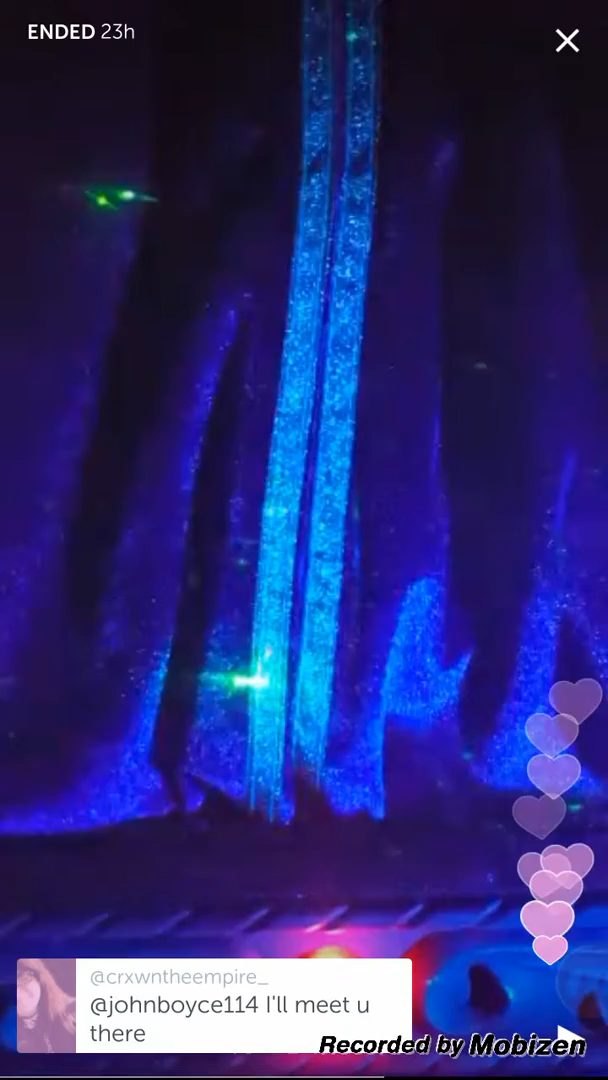 ENDED 23h
@crxwntheempire_
@johnboyce114 I'll meet u
there
Recorded by Mobizen